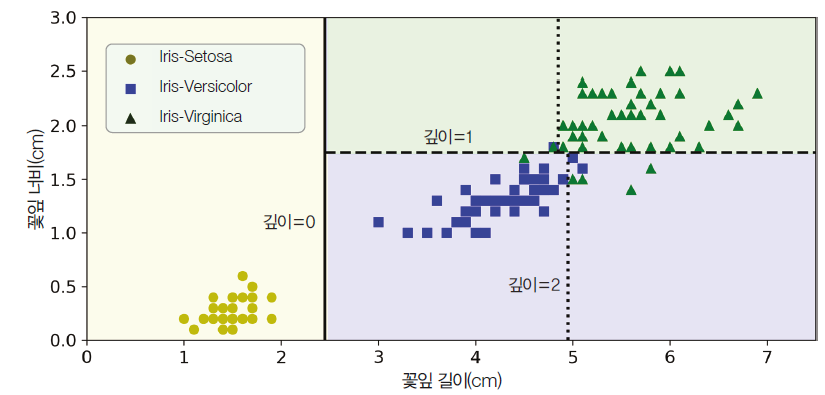 3.0
2.5
2.0
1.5
1.0
0.5
0.0
꽃잎 너비(cm)
Iris-Setosa
Iris-Versicolor
Iris-Virginica
깊이=1
깊이=0
깊이=2
0 1 2 3 4 5 6 7
꽃잎 길이(cm)